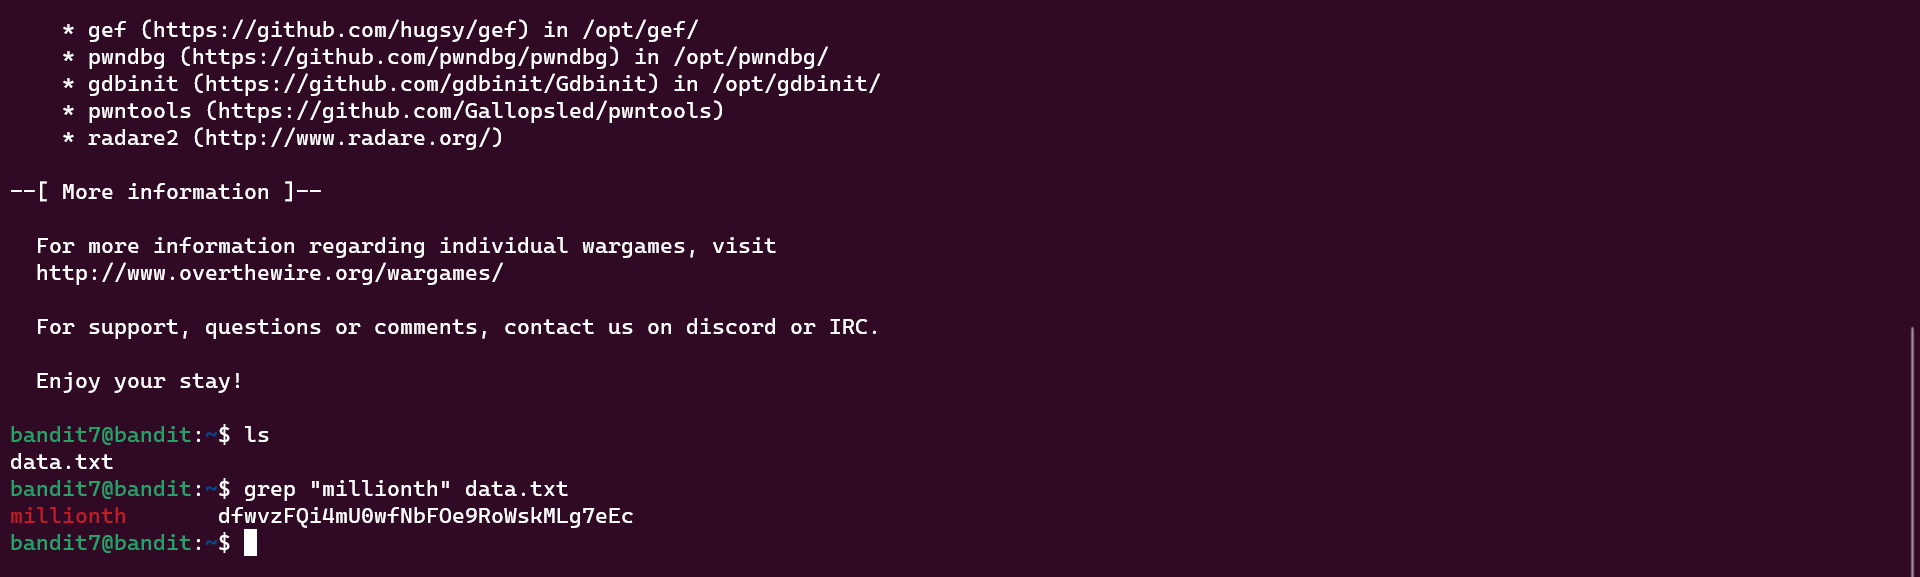 * gef (https://github.com/hugsy/gef) in /opt/gef/
* pwndbg (https://github.com/pwndbg/pwndbg) in /opt/pwndbg/
* gdbinit (https://github.com/gdbinit/Gdbinit) in /opt/gdbinit/
* pwntools (https://github.com/Gallopsled/pwntools)
* radare2 (http://www.radare.org/)
--[ More information ]--
For more information regarding individual wargames, visit
http://www.overthewire.org/wargames/
For support, questions or comments, contact us on discord or IRC.
Enjoy your stay!
bandit7@bandit:~$ ls
data.txt
bandit7@bandit:~$ grep "millionth" data.txt
millionth       dfwvzFQi4mU0wfNbFOe9RoWskMLg7eEc
bandit7@bandit:~$